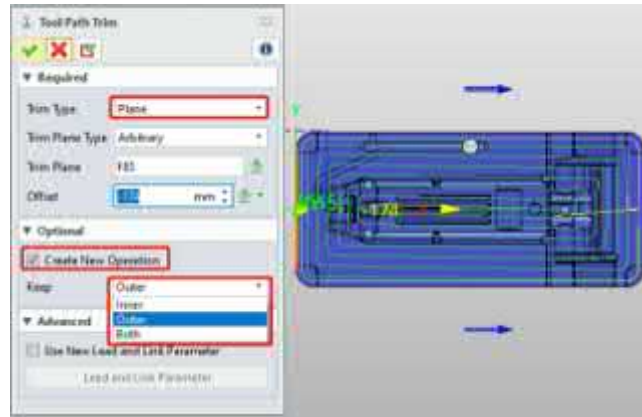 Tool Path Trim
▼ Required
Trim Type Plane
Trim Plane Type Arbitrary
Trim Plane F85
Offset mm
▼ Optional
Create New Operation
Keep Outer
Inner
Outer
Both
▼ Advanced
Use New Lead and Link Parameter
Lead and Link Parameter
Y